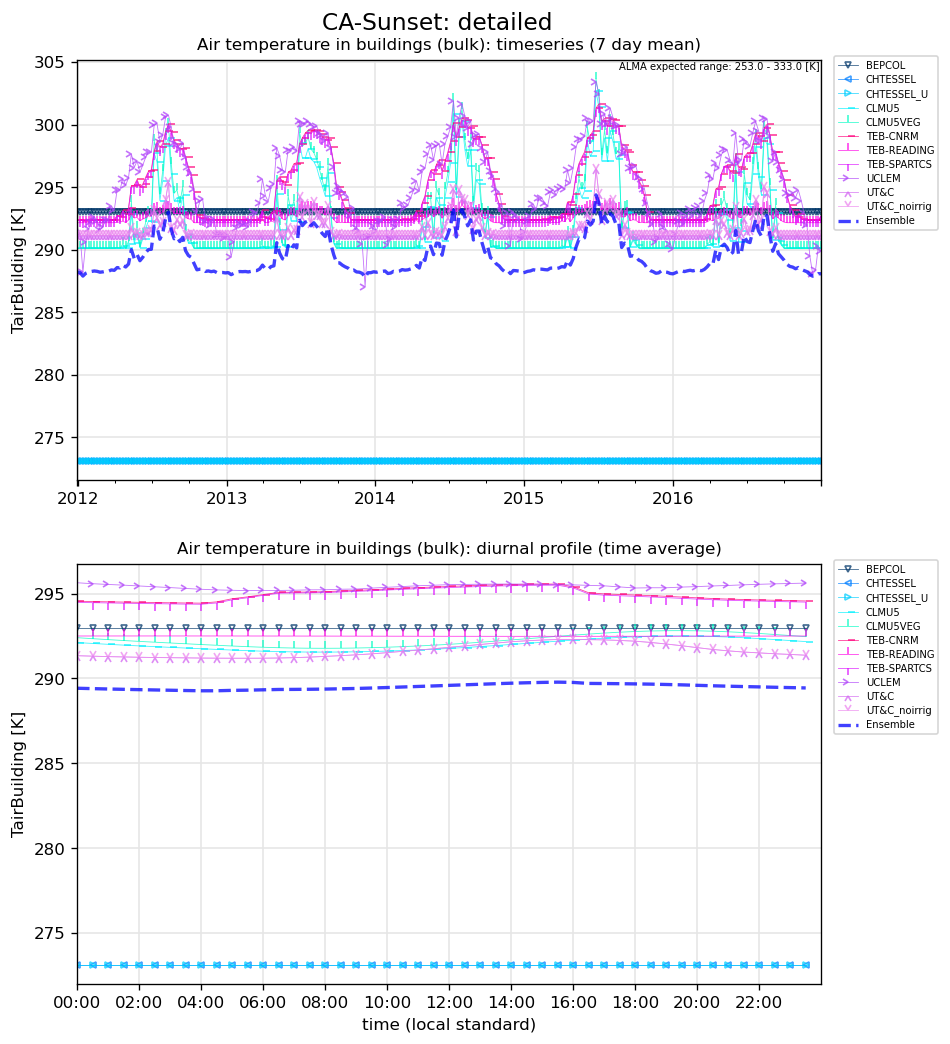 CA-Sunset: detailed
Air temperature in buildings (bulk): timeseries (7 day mean)
ALMA expected range: 253.0 - 333.0 [K]
305
300
295
290
285
280
275
TairBuilding [K]
2012
2013
2014
2015
2016
BEPCOL
CHTESSEL
CHTESSEL_U
CLMU5
CLMU5VEG
TEB-CNRM
TEB-READING
TEB-SPARTCS
UCLEM
UT&C
UT&C_noirrig
Ensemble
Air temperature in buildings (bulk): diurnal profile (time average)
295
290
285
280
275
TairBuilding [K]
00:00
02:00
04:00
06:00
08:00
10:00
12:00
14:00
16:00
18:00
20:00
22:00
time (local standard)
BEPCOL
CHTESSEL
CHTESSEL_U
CLMU5
CLMU5VEG
TEB-CNRM
TEB-READING
TEB-SPARTCS
UCLEM
UT&C
UT&C_noirrig
Ensemble